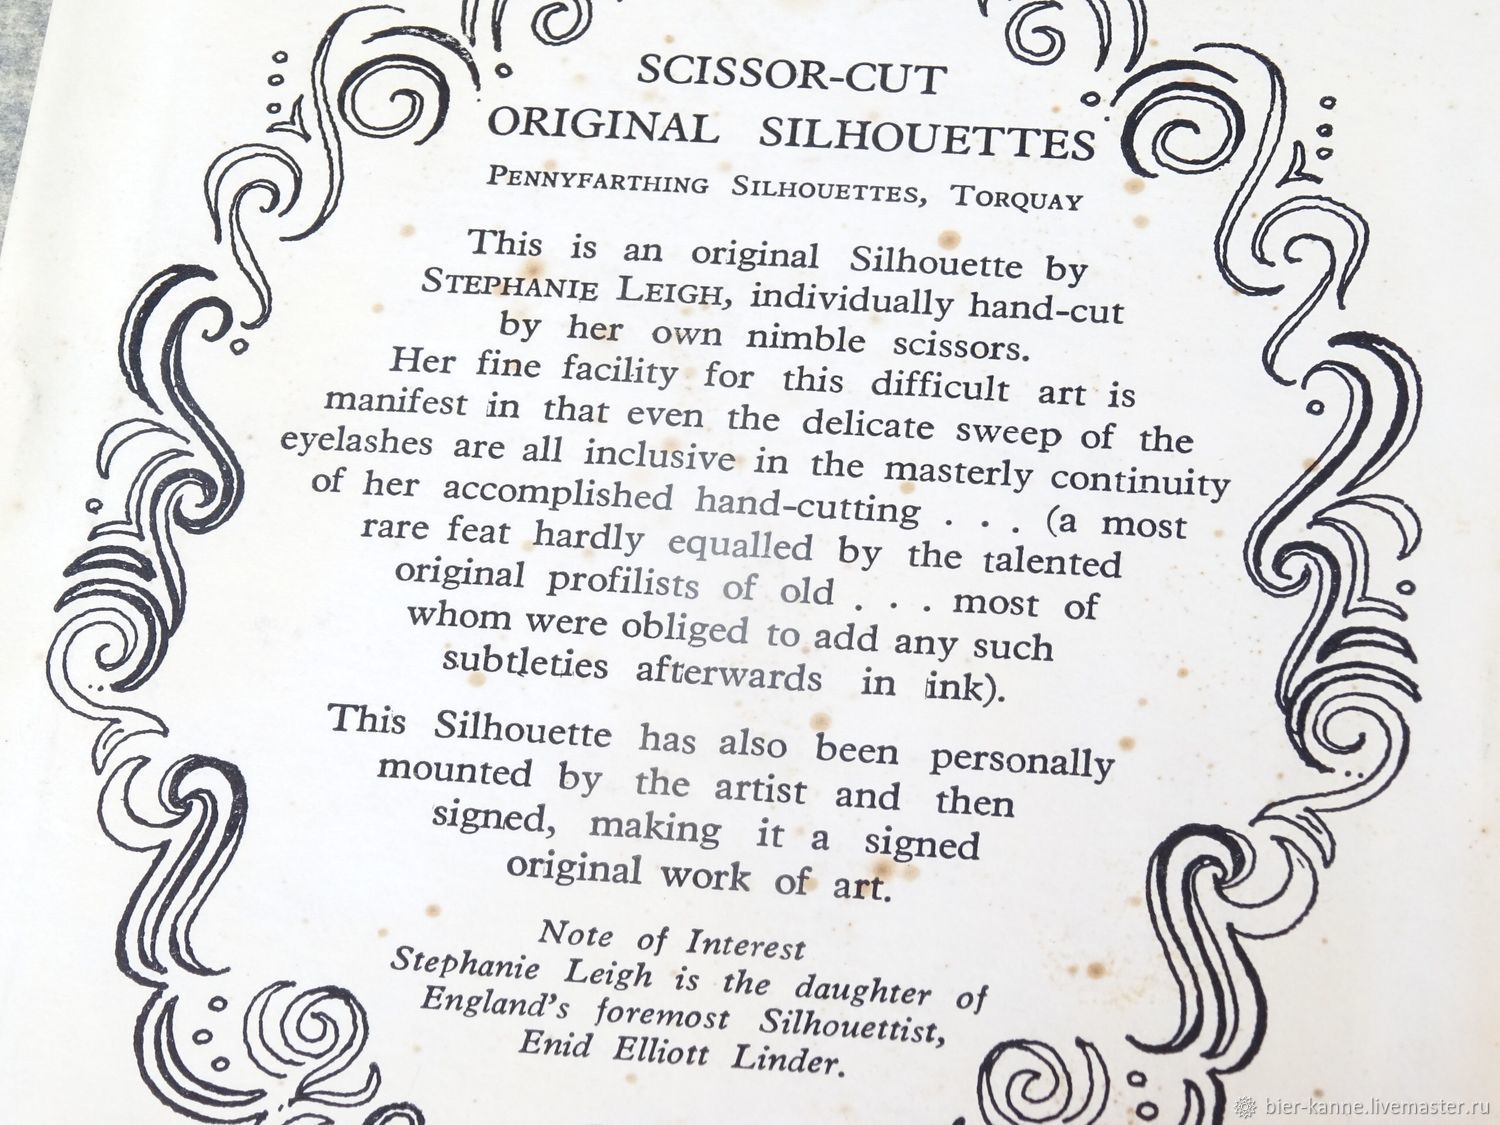 SCISSOR-CUT
ORIGINAL SILHOUETTES
PENNYFARTHING SILHOUETTES, TORQUAY
This is an original Silhouette by
STEPHANIE LEIGH, individually hand-cut
by her own nimble scissors.
Her fine facility for this difficult art is
manifest in that even the delicate sweep of the
eyelashes are all inclusive in the masterly continuity
of her accomplished hand-cutting . . . (a most
rare feat hardly equalled by the talented
original profilists of old . . . most of
whom were obliged to add any such
subtleties afterwards in ink).
This Silhouette has also been personally
mounted by the artist and then
signed, making it a signed
original work of art.
Note of Interest
Stephanie Leigh is the daughter of
England's foremost Silhouettist,
Enid Elliott Linder.
bier-kanne.livemaster.ru